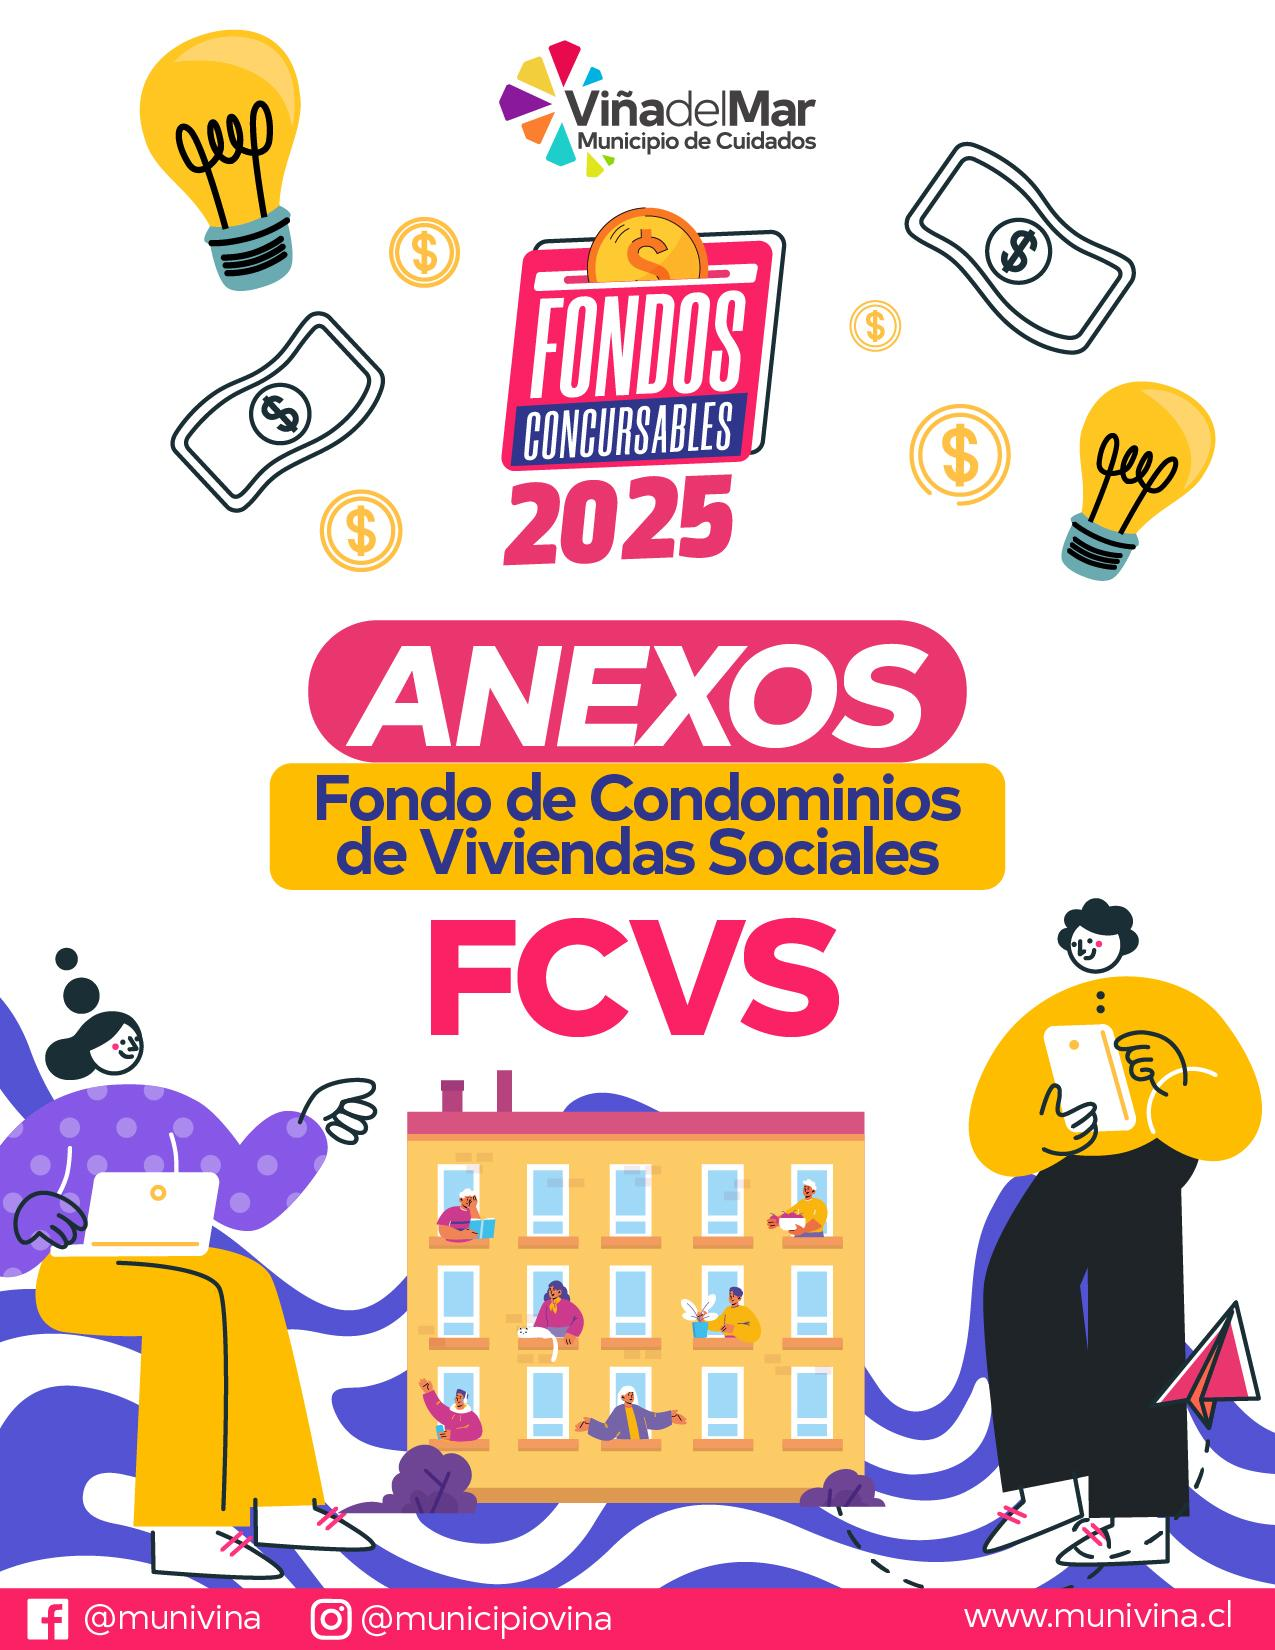 ViñadelMar
Municipio de Cuidados
FONDOS
CONCURSABLES
2025
ANEXOS
Fondo de Condominios
de Viviendas Sociales
FCVS
@munivina
@municipiovina
www.munivina.cl